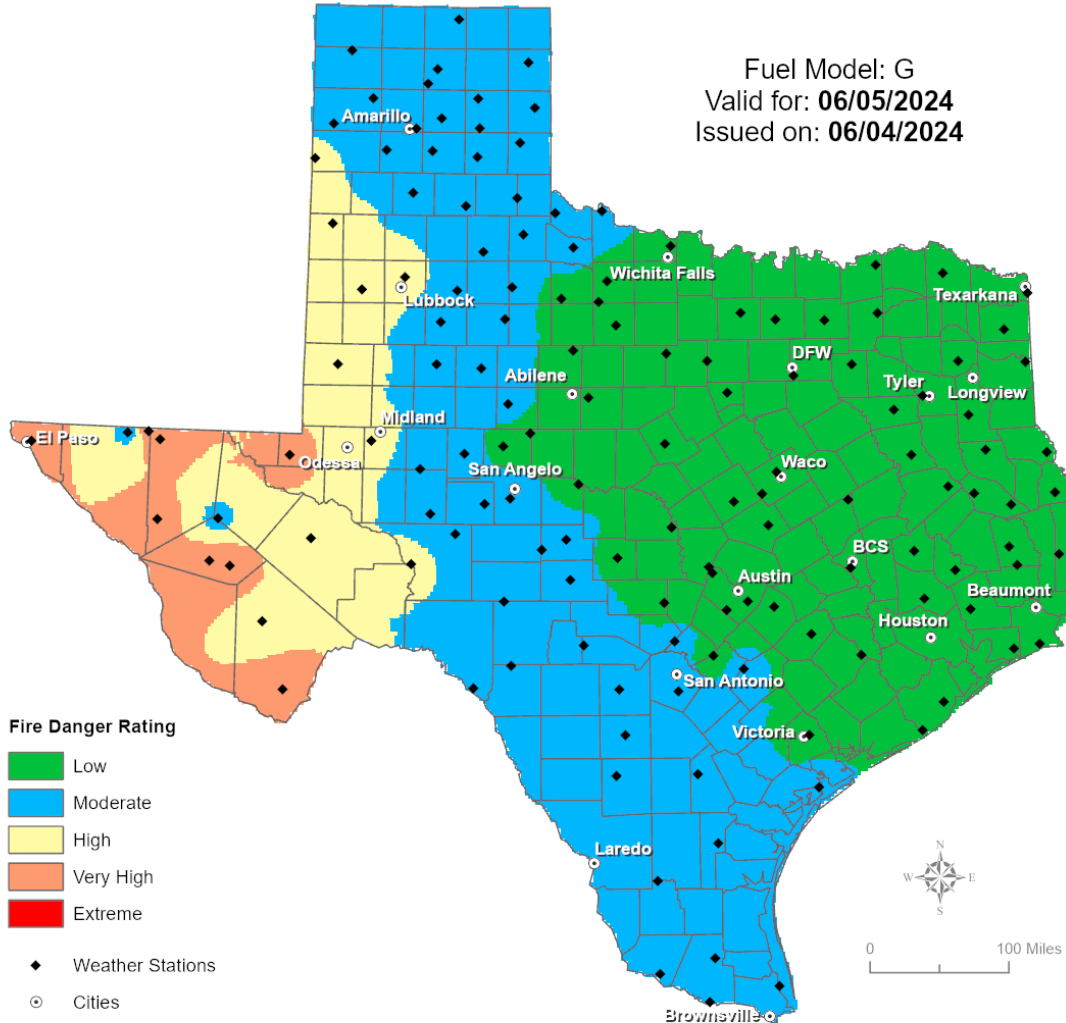 Fuel Model: G
Valid for: 06/05/2024
Issued on: 06/04/2024
Amarillo
Wichita Falls
Lubbock
Texarkana
DFW
Abilene
Tyler
Longview
Midland
El Paso
Odessa
San Angelo
Waco
BCS
Austin
Beaumont
Houston
San Antonio
Victoria
Laredo
Brownsville
Fire Danger Rating
Low
Moderate
High
Very High
Extreme
Weather Stations
Cities
N
W E
S
0 100 Miles